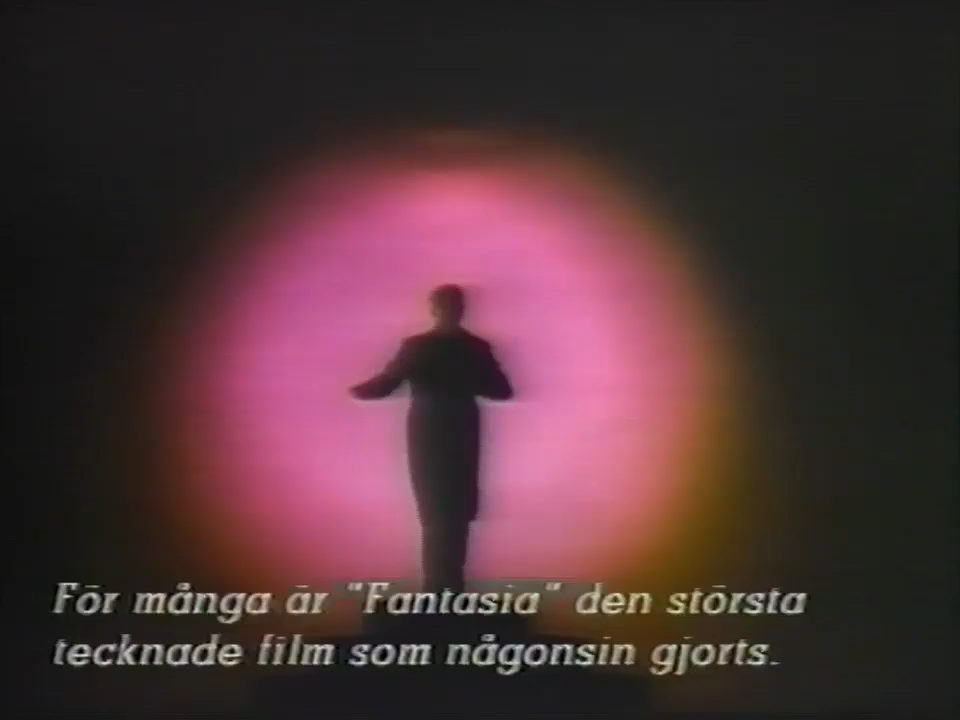 För många är "Fantasia" den största
tecknade film som någonsin gjorts.